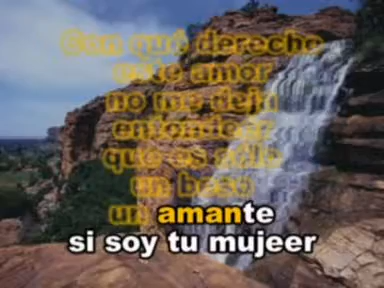 Con qué derecho
este amor
no me deja
entender
que es sólo
un beso
un amante
si soy tu mujeer